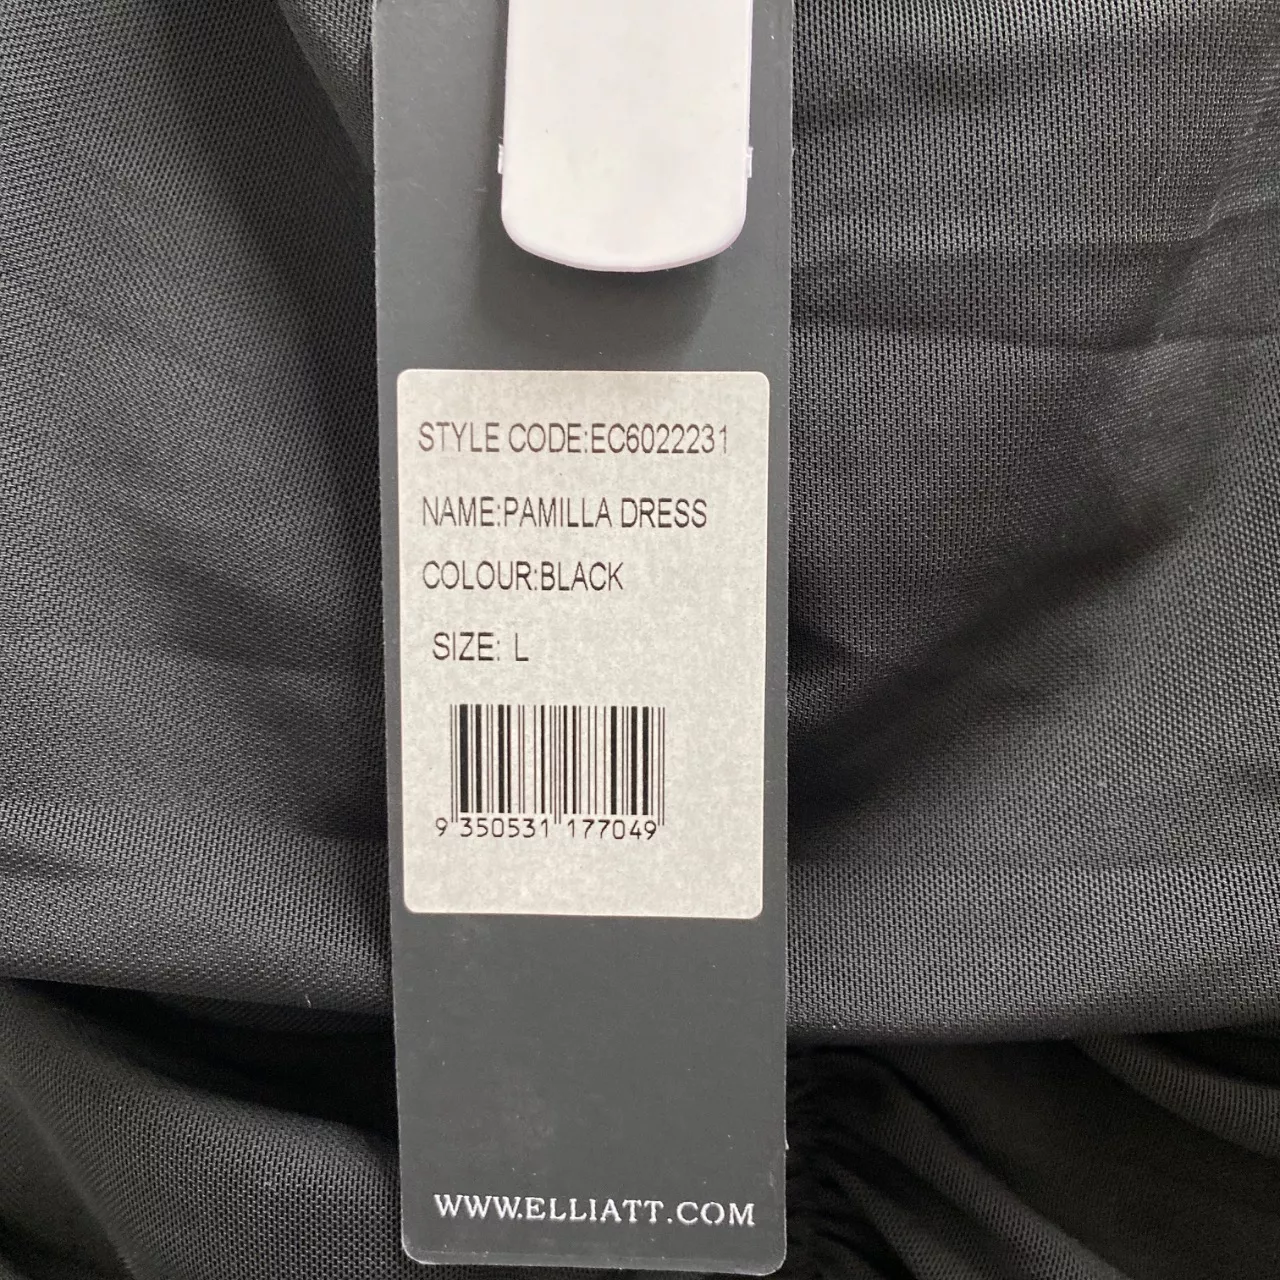 STYLE CODE:EC6022231
NAME:PAMILLA DRESS
COLOUR:BLACK
SIZE: L
9 350531 177049
WWW.ELLIATT.COM